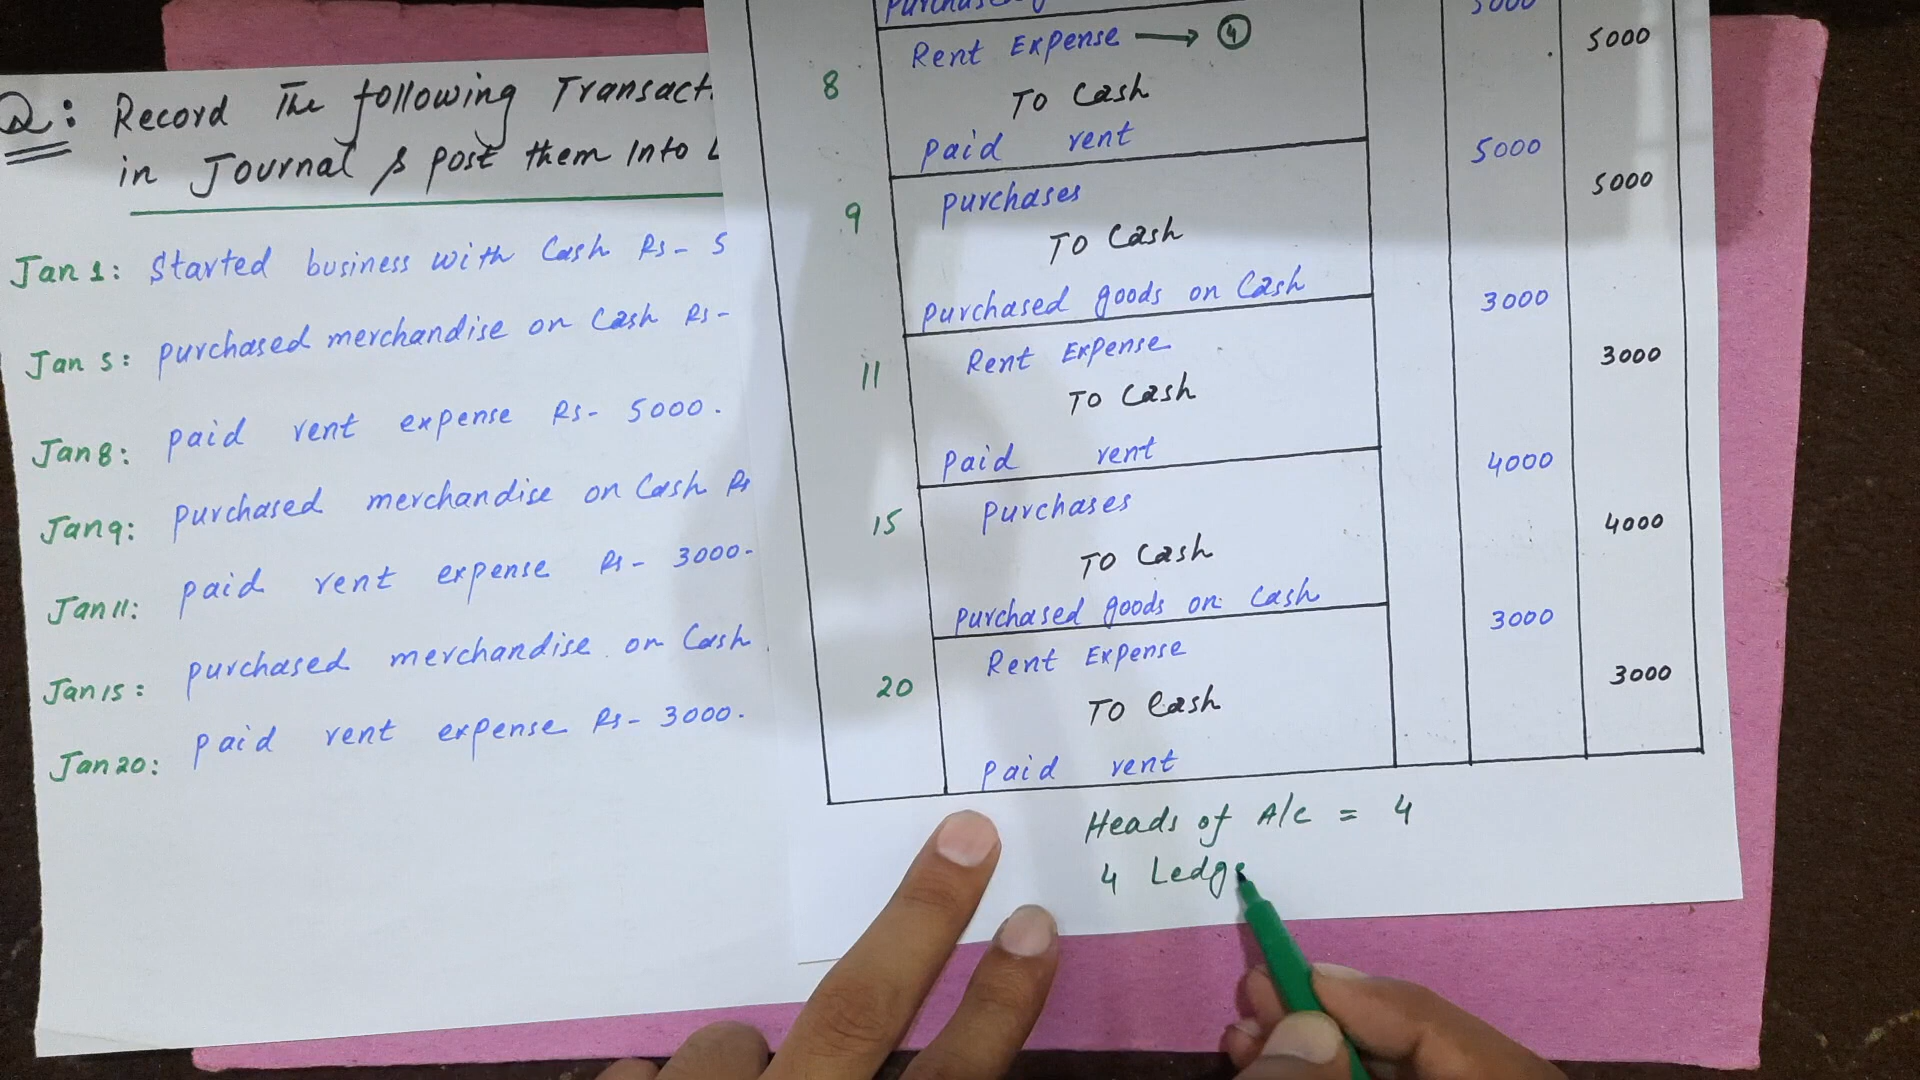 Q: Record The following Transact
in Journal & post them Into L
Jan 1: Started business with Cash Rs- 5
Jan 5: purchased merchandise on Cash Rs-
Jan 8: paid rent expense Rs- 5000.
Jan 9: purchased merchandise on Cash Rs
Jan 11: paid rent expense Rs- 3000-
Jan 15: purchased merchandise on Cash
Jan 20: paid rent expense Rs- 3000.
5000
8 Rent Expense → 4 5000
To Cash
paid rent 5000
9 purchases 5000
To Cash
purchased goods on Cash 3000
11 Rent Expense 3000
To Cash
paid rent 4000
15 purchases 4000
To Cash
purchased goods on Cash 3000
20 Rent Expense 3000
To Cash
paid rent
Heads of A/c = 4
4 Ledge